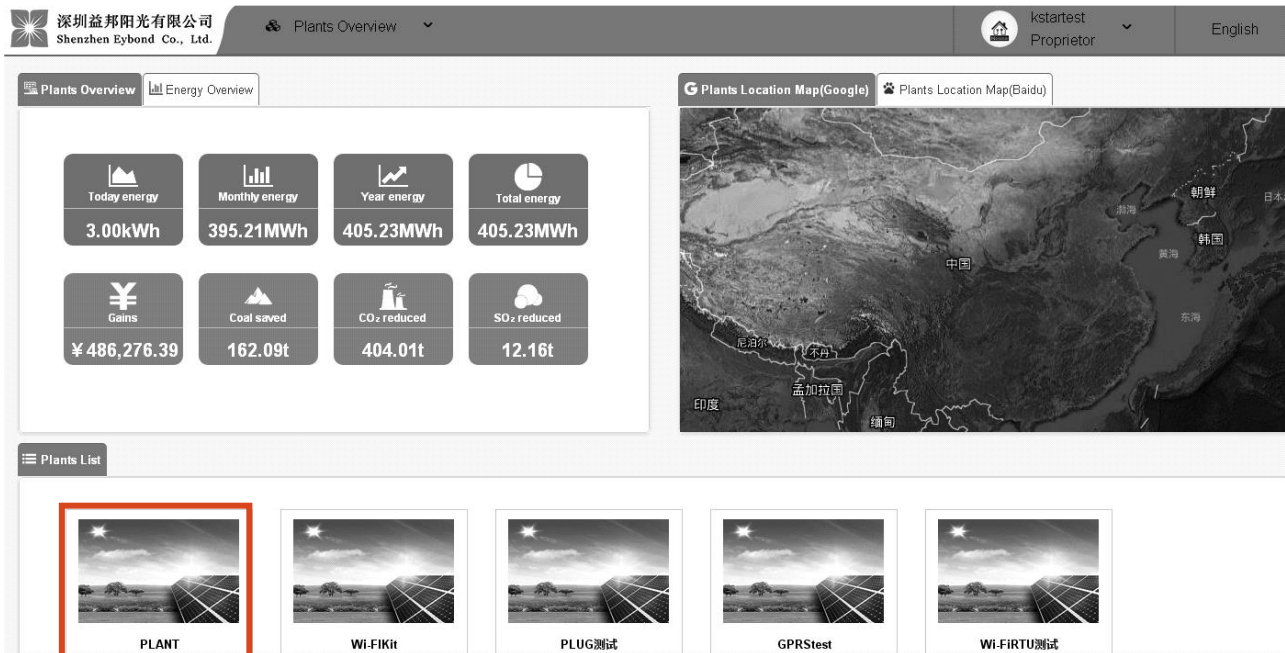 深圳益邦阳光有限公司
Shenzhen Eybond Co., Ltd.
Plants Overview
kstartest
Proprietor
English
Plants Overview
Energy Overview
Plants Location Map(Google)
Plants Location Map(Baidu)
Today energy
3.00kWh
Monthly energy
395.21MWh
Year energy
405.23MWh
Total energy
405.23MWh
Gains
¥486,276.39
Coal saved
162.09t
CO₂ reduced
404.01t
SO₂ reduced
12.16t
朝鲜
日本
渤海
韩国
黄海
中国
东海
尼泊尔
不丹
孟加拉国
印度
缅甸
Plants List
PLANT
Wi-FIKit
PLUG测试
GPRStest
Wi-FiRTU测试